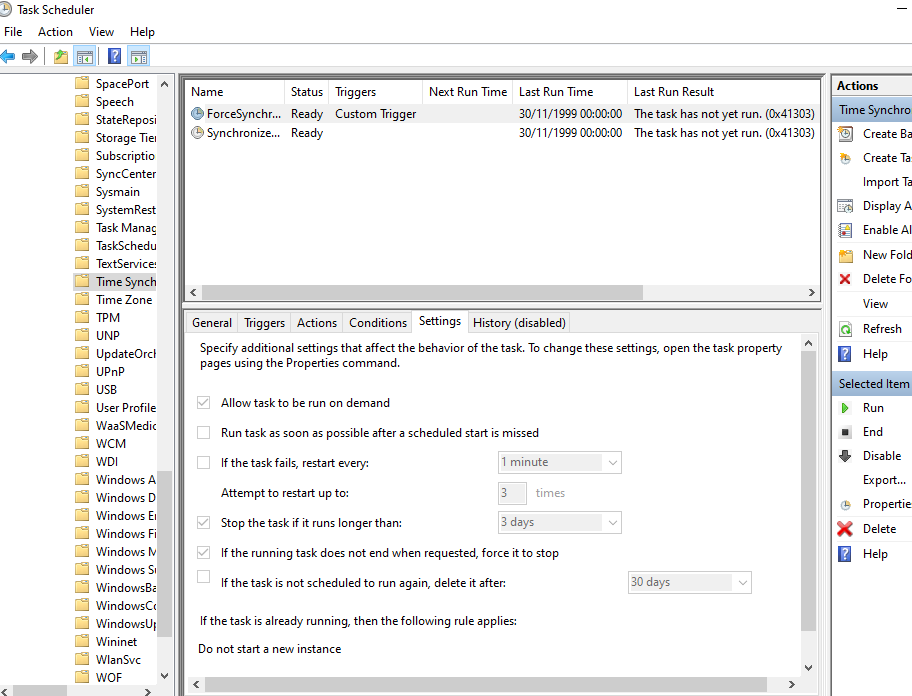 Task Scheduler
File Action View Help
SpacePort
Speech
StateReposi
Storage Tier
Subscriptio
SyncCenter
Sysmain
SystemRest
Task Manag
TaskSchedu
TextServices
Time Synch
Time Zone
TPM
UNP
UpdateOrch
UPnP
USB
User Profile
WaaSMedic
WCM
WDI
Windows A
Windows D
Windows Er
Windows Fi
Windows M
Windows Su
WindowsBa
WindowsCo
WindowsUp
Wininet
WlanSvc
WOF
Name Status Triggers Next Run Time Last Run Time Last Run Result
ForceSynchr... Ready Custom Trigger 30/11/1999 00:00:00 The task has not yet run. (0x41303)
Synchronize... Ready 30/11/1999 00:00:00 The task has not yet run. (0x41303)
General Triggers Actions Conditions Settings History (disabled)
Specify additional settings that affect the behavior of the task. To change these settings, open the task property
pages using the Properties command.
Allow task to be run on demand
Run task as soon as possible after a scheduled start is missed
If the task fails, restart every: 1 minute
Attempt to restart up to: 3 times
Stop the task if it runs longer than: 3 days
If the running task does not end when requested, force it to stop
If the task is not scheduled to run again, delete it after: 30 days
If the task is already running, then the following rule applies:
Do not start a new instance
Actions
Time Synchro
Create Ba
Create Ta
Import Ta
Display A
Enable Al
New Fold
Delete Fo
View
Refresh
Help
Selected Item
Run
End
Disable
Export...
Propertie
Delete
Help